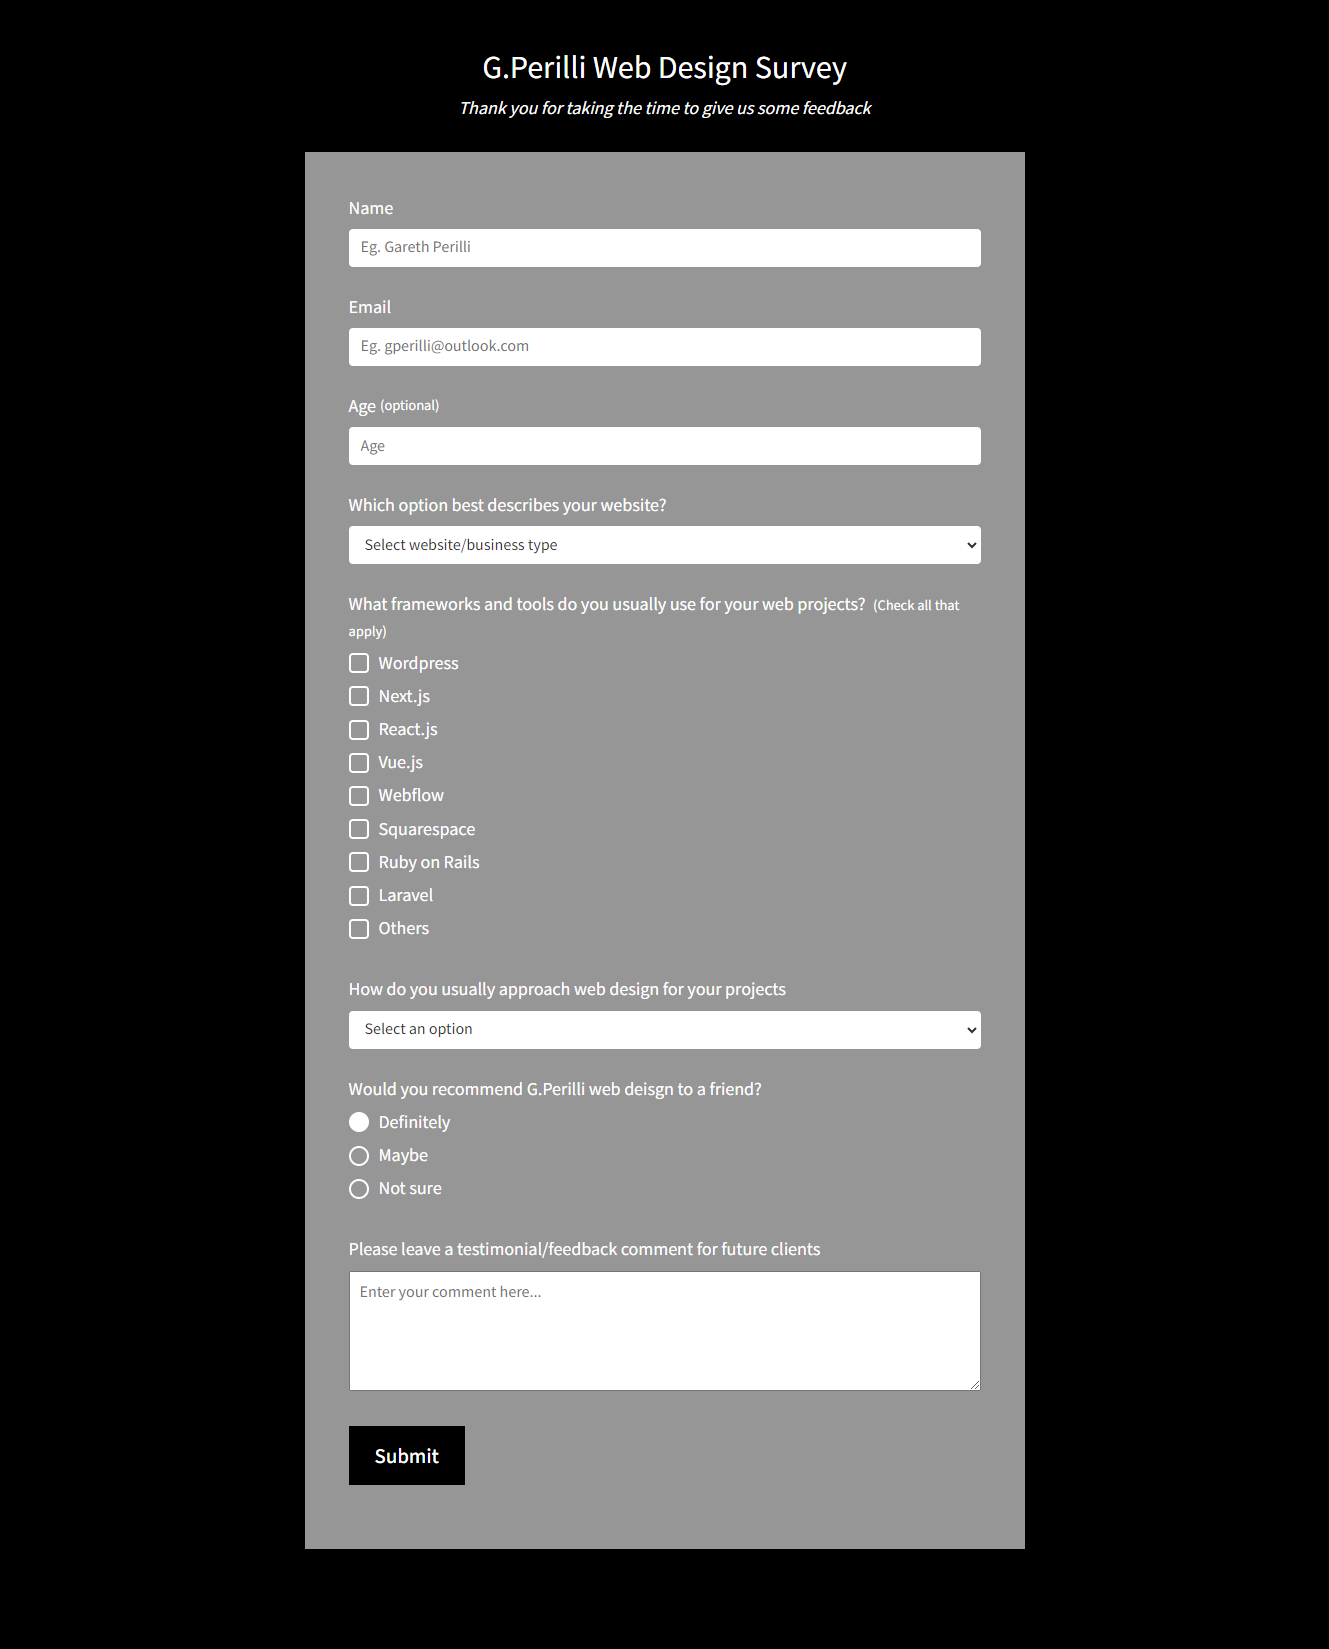 G.Perilli Web Design Survey
Thank you for taking the time to give us some feedback
Name
Eg. Gareth Perilli
Email
Eg. gperilli@outlook.com
Age (optional)
Age
Which option best describes your website?
Select website/business type
What frameworks and tools do you usually use for your web projects? (Check all that
apply)
Wordpress
Next.js
React.js
Vue.js
Webflow
Squarespace
Ruby on Rails
Laravel
Others
How do you usually approach web design for your projects
Select an option
Would you recommend G.Perilli web deisgn to a friend?
Definitely
Maybe
Not sure
Please leave a testimonial/feedback comment for future clients
Enter your comment here...
Submit